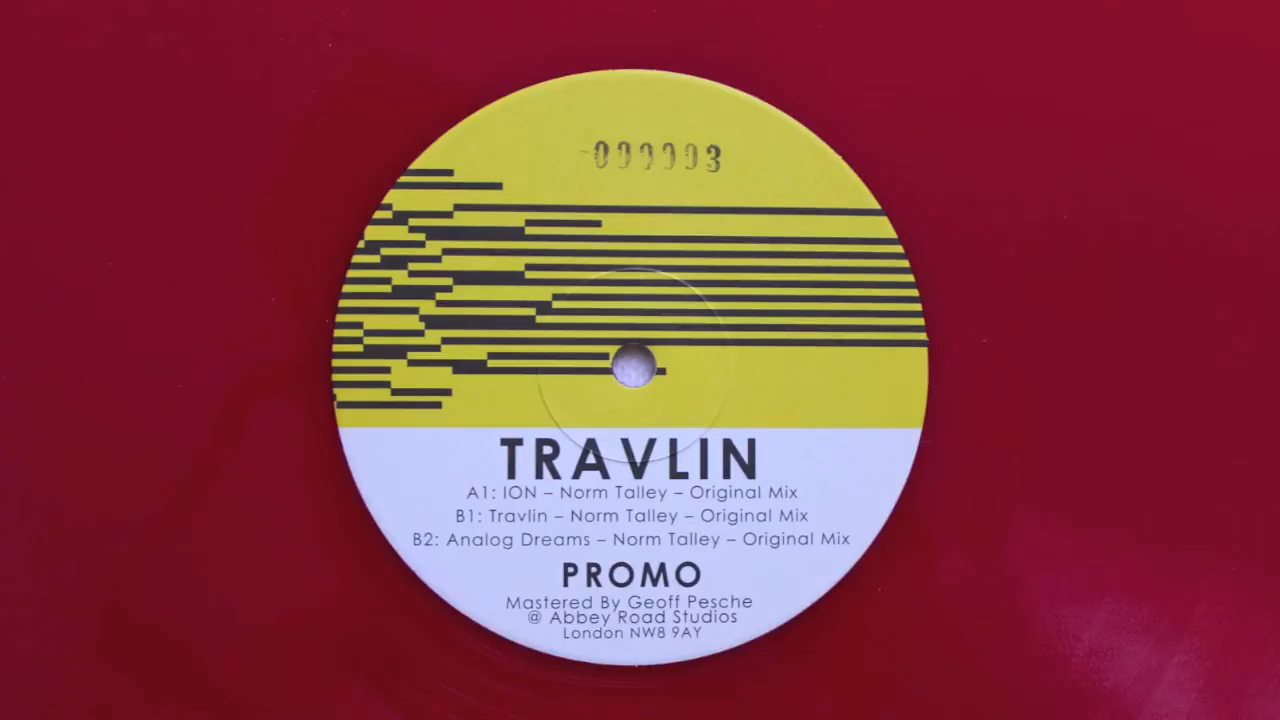 000003
TRAVLIN
A1: ION – Norm Talley – Original Mix
B1: Travlin – Norm Talley – Original Mix
B2: Analog Dreams – Norm Talley – Original Mix
PROMO
Mastered By Geoff Pesche
@ Abbey Road Studios
London NW8 9AY